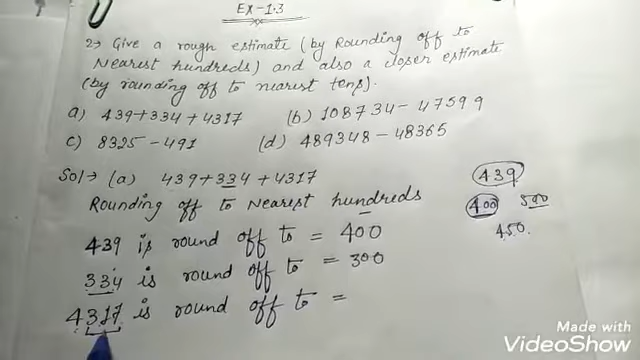 Ex-1.3
2→ Give a rough estimate (by Rounding off to
Nearest hundreds) and also a closer estimate
(by rounding off to nearest tens).
a) 439+334+4317 (b) 108734-47599
c) 8325-491 (d) 489348-48365
Sol→ (a) 439+334+4317
Rounding off to Nearest hundreds
439 is round off to = 400
334 is round off to = 300
4317 is round off to =
439
400 500
450.
Made with
VideoShow